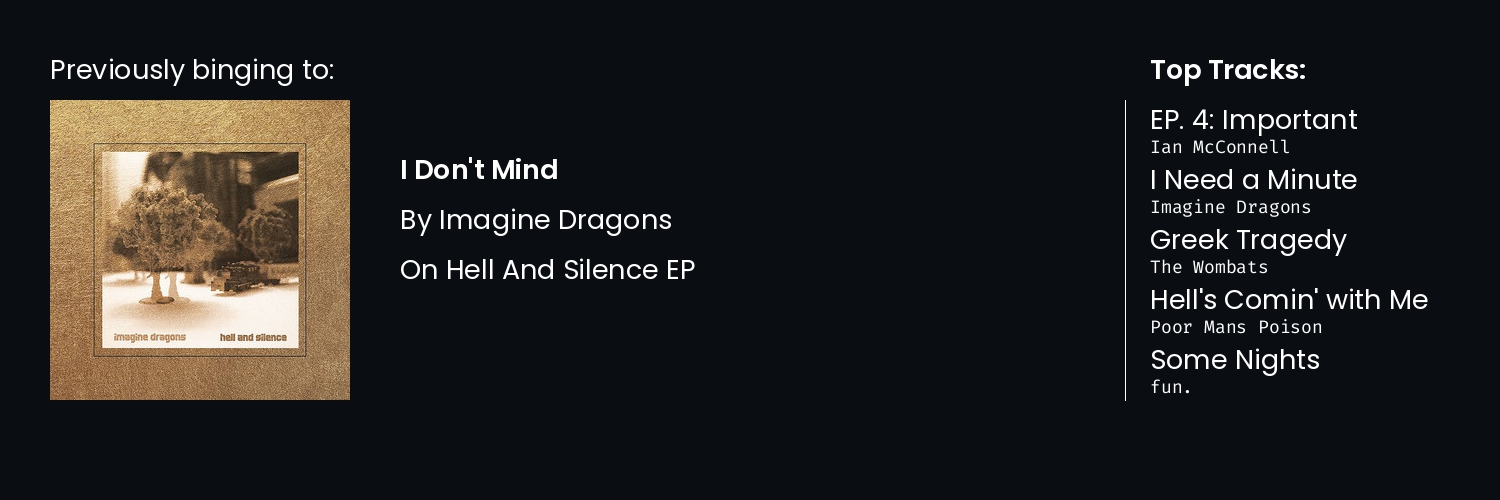 Previously binging to:
imagine dragons
hell and silence
I Don't Mind
By Imagine Dragons
On Hell And Silence EP
Top Tracks:
EP. 4: Important
Ian McConnell
I Need a Minute
Imagine Dragons
Greek Tragedy
The Wombats
Hell's Comin' with Me
Poor Mans Poison
Some Nights
fun.